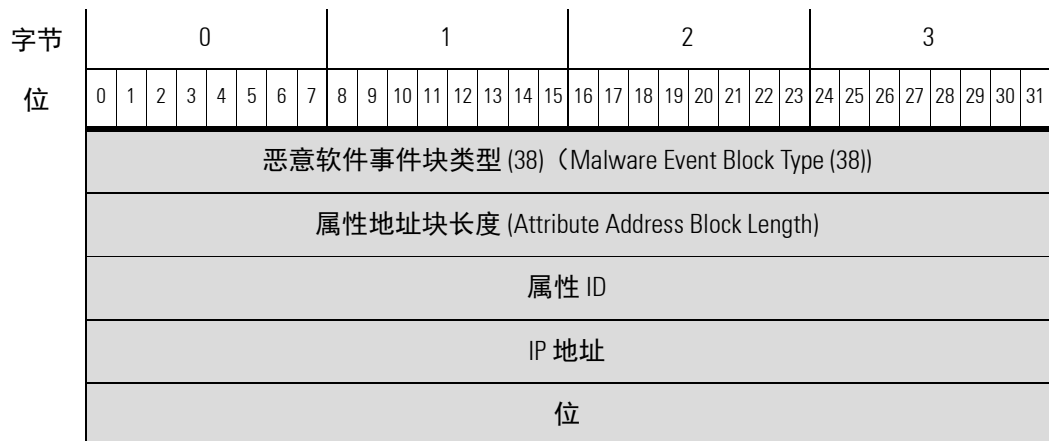 字节 0 1 2 3
位 0 1 2 3 4 5 6 7 8 9 10 11 12 13 14 15 16 17 18 19 20 21 22 23 24 25 26 27 28 29 30 31
恶意软件事件块类型 (38)（Malware Event Block Type (38))
属性地址块长度 (Attribute Address Block Length)
属性 ID
IP 地址
位